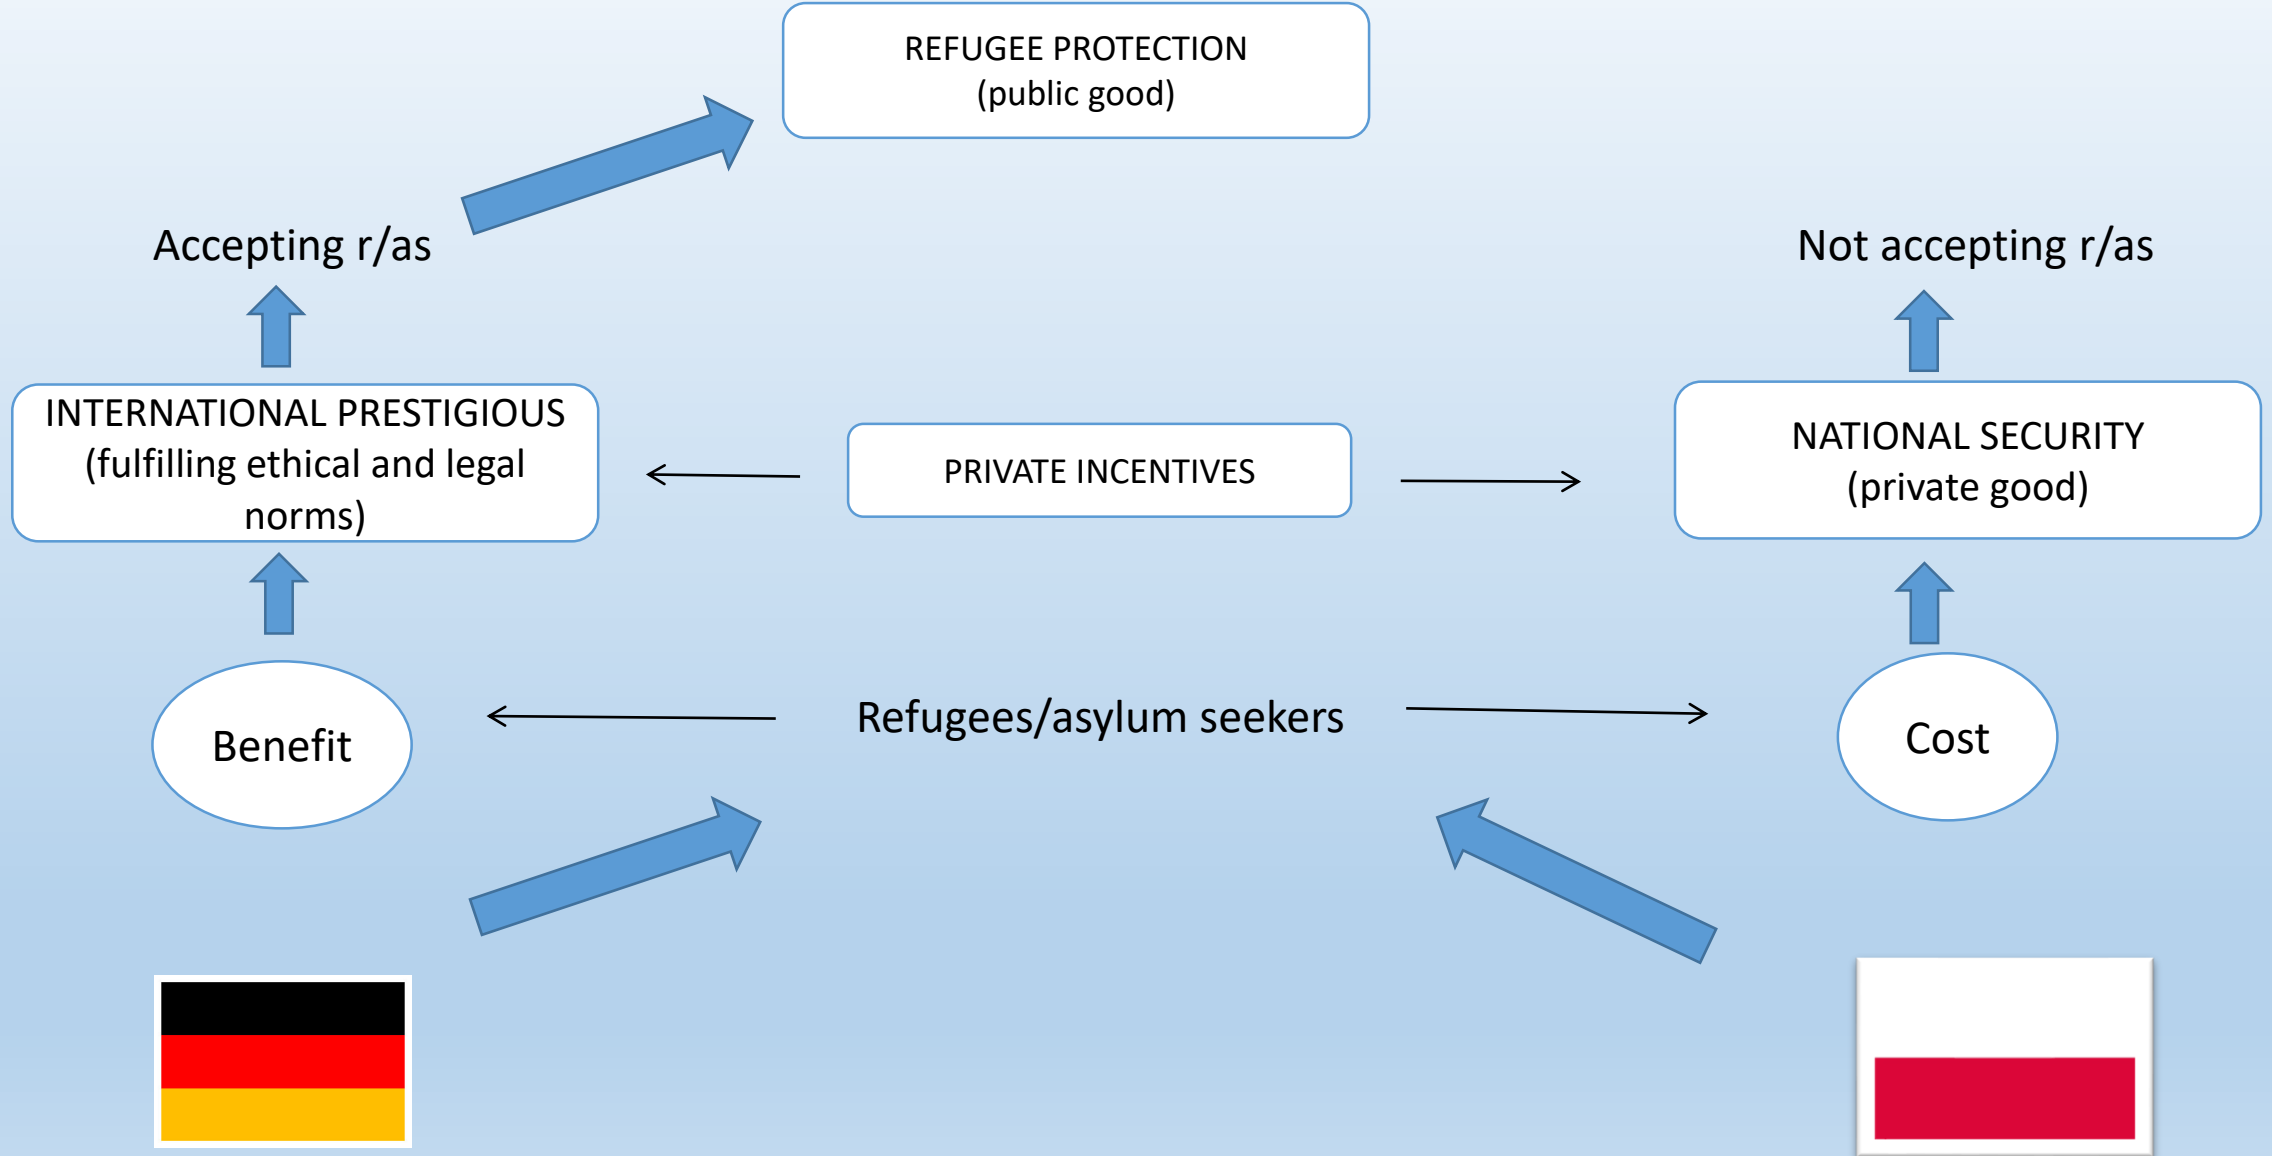 REFUGEE PROTECTION
(public good)
Accepting r/as
Not accepting r/as
INTERNATIONAL PRESTIGIOUS
(fulfilling ethical and legal
norms)
PRIVATE INCENTIVES
NATIONAL SECURITY
(private good)
Benefit
Refugees/asylum seekers
Cost